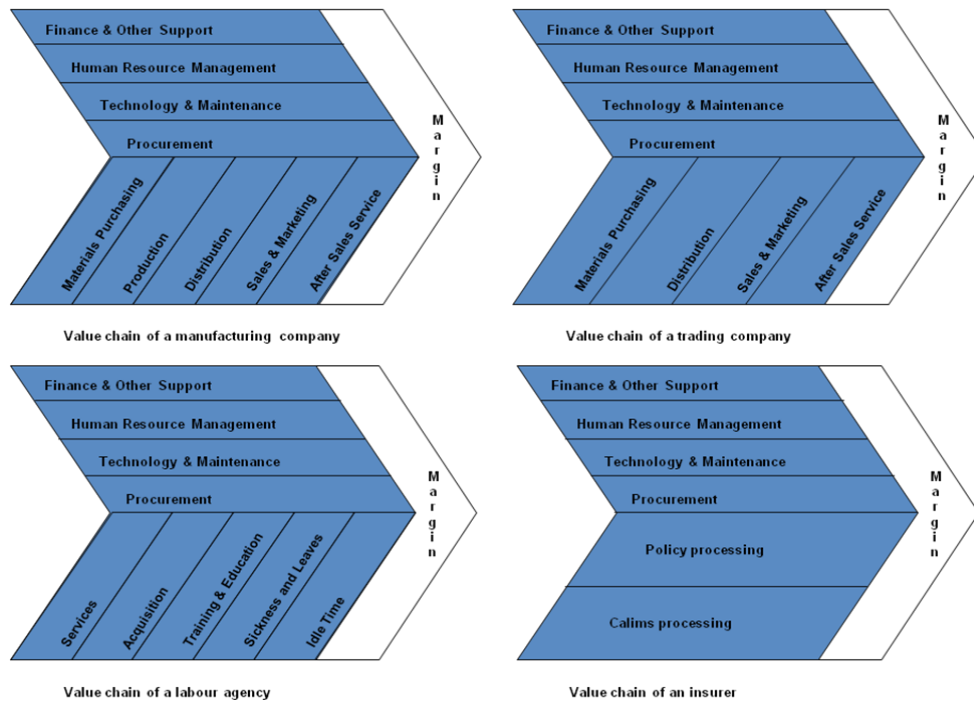 Finance & Other Support
Human Resource Management
Technology & Maintenance
Procurement
Materials Purchasing
Production
Distribution
Sales & Marketing
After Sales Service
Margin
Value chain of a manufacturing company
Finance & Other Support
Human Resource Management
Technology & Maintenance
Procurement
Materials Purchasing
Distribution
Sales & Marketing
After Sales Service
Margin
Value chain of a trading company
Finance & Other Support
Human Resource Management
Technology & Maintenance
Procurement
Services
Acquisition
Training & Education
Sickness and Leaves
Idle Time
Margin
Value chain of a labour agency
Finance & Other Support
Human Resource Management
Technology & Maintenance
Procurement
Policy processing
Calims processing
Margin
Value chain of an insurer